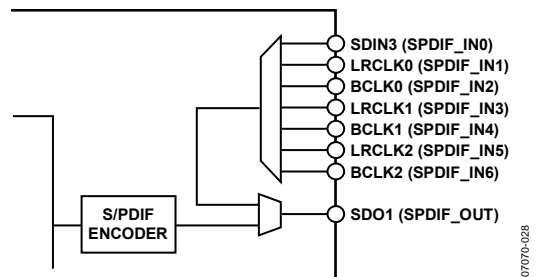 SDIN3 (SPDIF_IN0)
LRCLK0 (SPDIF_IN1)
BCLK0 (SPDIF_IN2)
LRCLK1 (SPDIF_IN3)
BCLK1 (SPDIF_IN4)
LRCLK2 (SPDIF_IN5)
BCLK2 (SPDIF_IN6)
S/PDIF
ENCODER
SDO1 (SPDIF_OUT)
07070-028